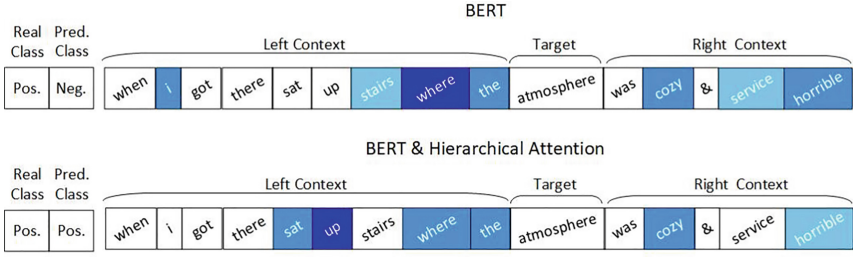 BERT
Real Class Pred. Class Left Context Target Right Context
Pos. Neg. when i got there sat up stairs where the atmosphere was cozy & service horrible
BERT & Hierarchical Attention
Real Class Pred. Class Left Context Target Right Context
Pos. Pos. when i got there sat up stairs where the atmosphere was cozy & service horrible